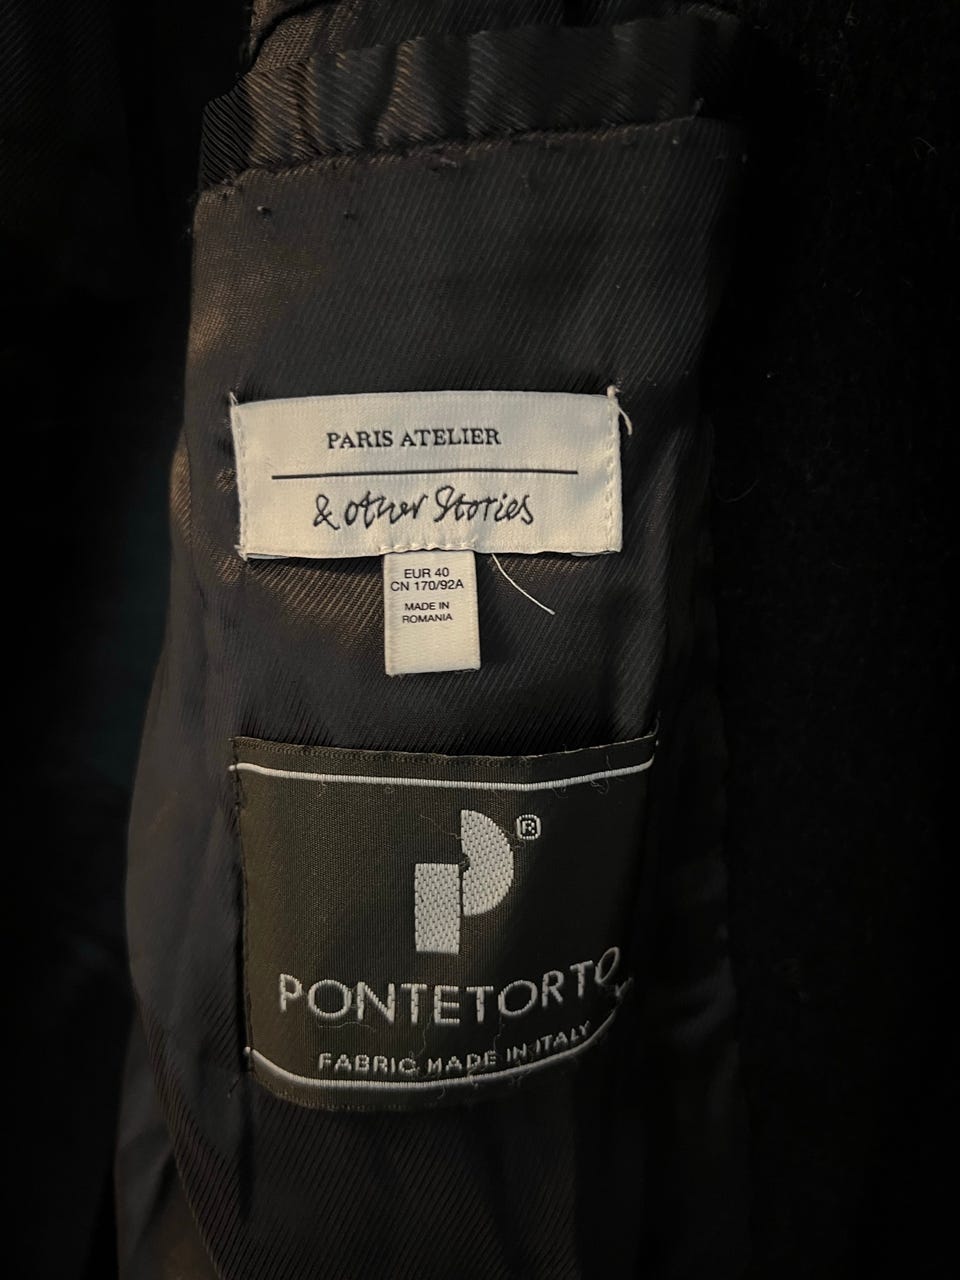 PARIS ATELIER
& other Stories
EUR 40
CN 170/92A
MADE IN
ROMANIA
®
PONTETORTO
FABRIC MADE IN ITALY